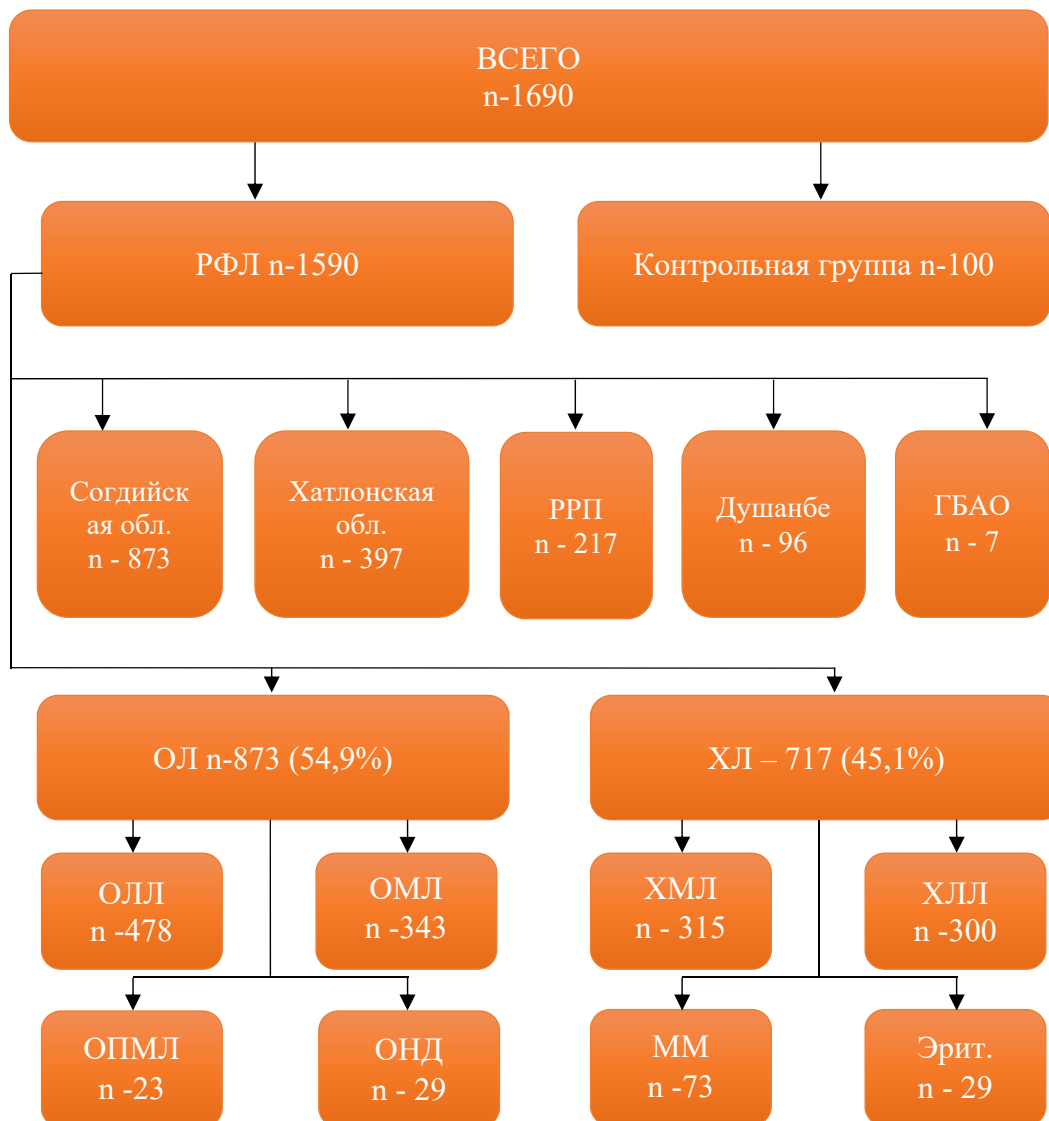 ВСЕГО
n-1690
РФЛ n-1590
Контрольная группа n-100
Согдийск
ая обл.
n - 873
Хатлонская
обл.
n - 397
РРП
n - 217
Душанбе
n - 96
ГБАО
n - 7
ОЛ n-873 (54,9%)
ХЛ – 717 (45,1%)
ОЛЛ
n -478
ОМЛ
n -343
ХМЛ
n - 315
ХЛЛ
n -300
ОПМЛ
n -23
ОНД
n - 29
ММ
n -73
Эрит.
n - 29